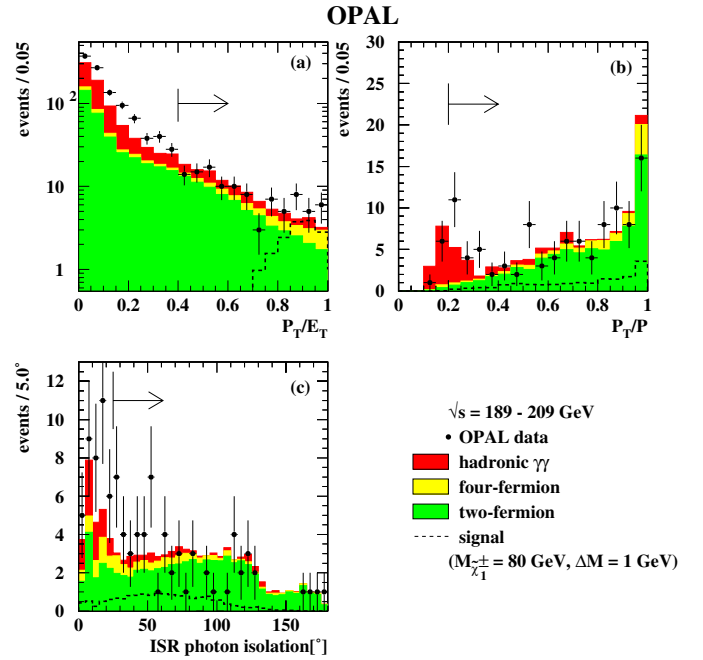 OPAL
events / 0.05
(a)
10²
10
1
0 0.2 0.4 0.6 0.8 1
P_T/E_T
events / 0.05
(b)
30
25
20
15
10
5
0
0 0.2 0.4 0.6 0.8 1
P_T/P
events / 5.0°
(c)
12
10
8
6
4
2
0
0 50 100 150
ISR photon isolation[°]
√s = 189 - 209 GeV
OPAL data
hadronic γγ
four-fermion
two-fermion
signal
(M_χ̃₁± = 80 GeV, ΔM = 1 GeV)